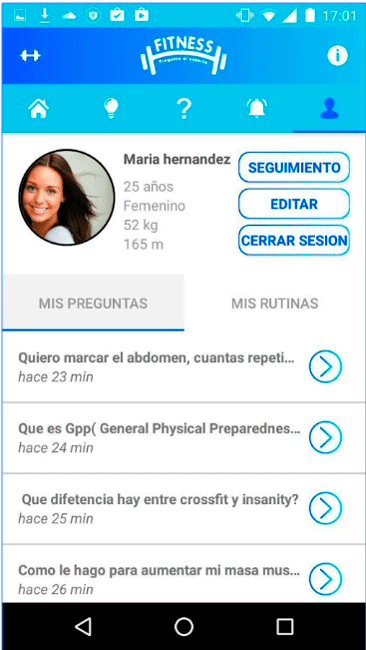 17:01
FITNESS
Pregunta al experto
Maria hernandez
SEGUIMIENTO
25 años
Femenino
EDITAR
52 kg
165 m
CERRAR SESION
MIS PREGUNTAS
MIS RUTINAS
Quiero marcar el abdomen, cuantas repeti...
hace 23 min
Que es Gpp( General Physical Preparednes...
hace 24 min
Que difetencia hay entre crossfit y insanity?
hace 25 min
Como le hago para aumentar mi masa mus...
hace 26 min